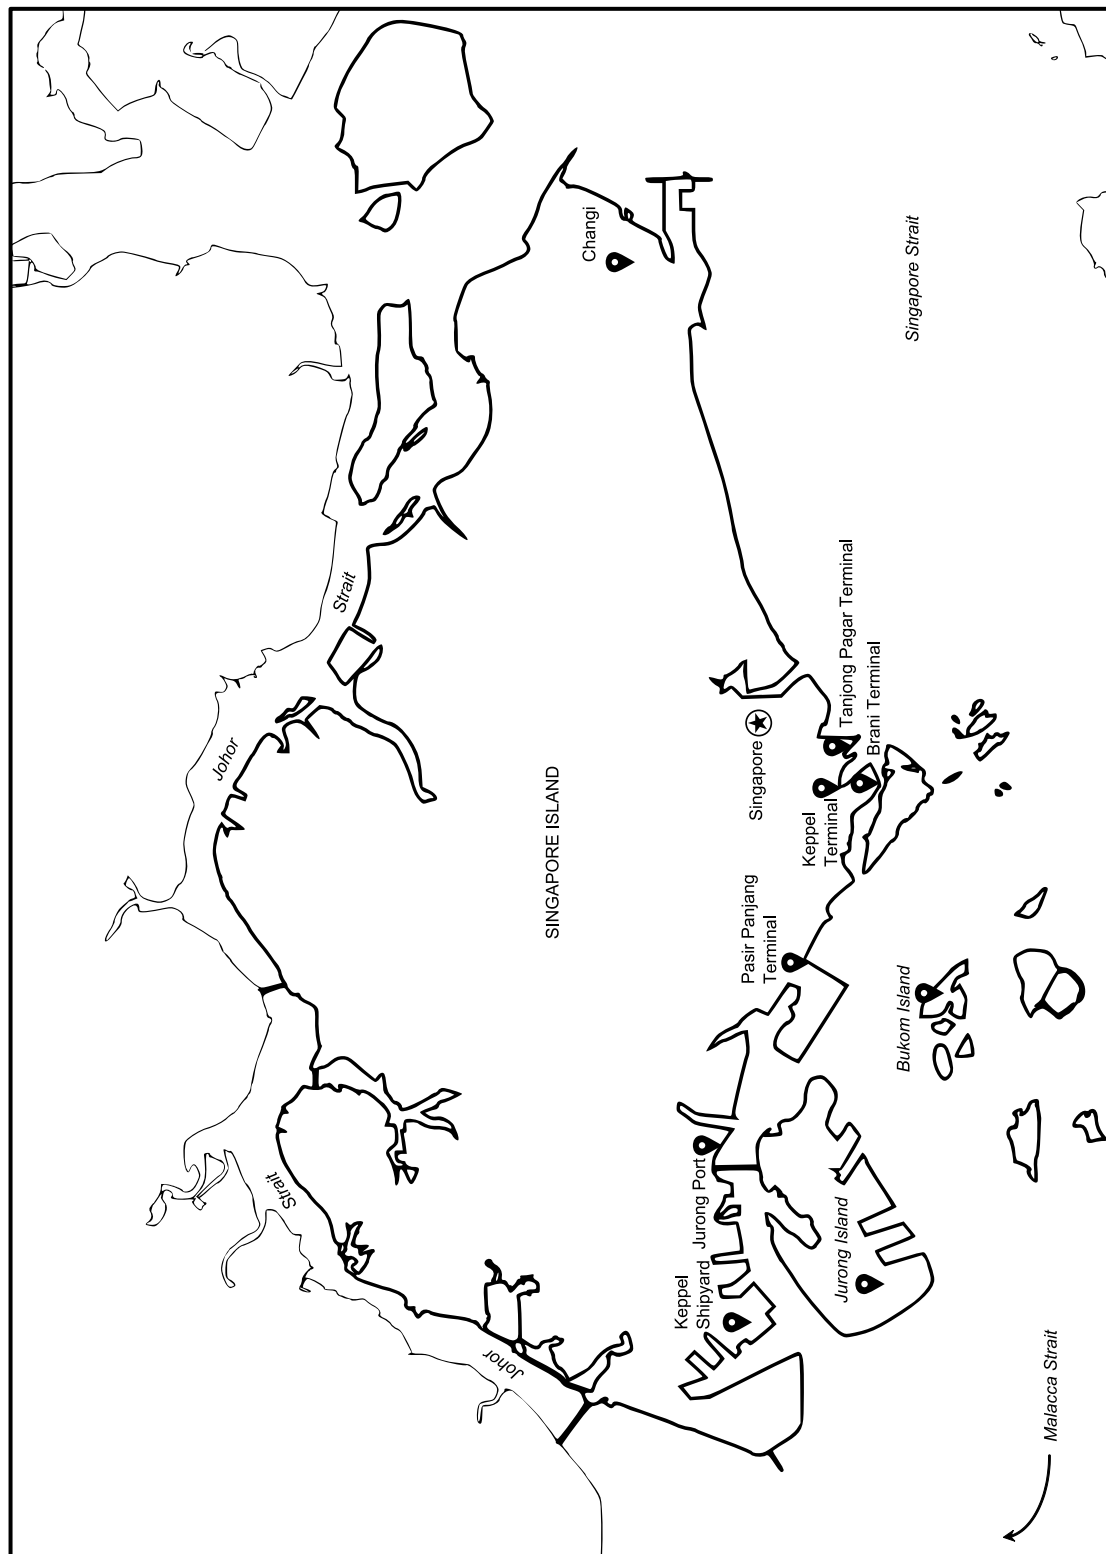 Johor
Strait
Johor
Strait
Changi
SINGAPORE ISLAND
Singapore
Keppel
Terminal
Tanjong Pagar Terminal
Brani Terminal
Pasir Panjang
Terminal
Jurong Port
Keppel
Shipyard
Jurong Island
Bukom Island
Singapore Strait
Malacca Strait